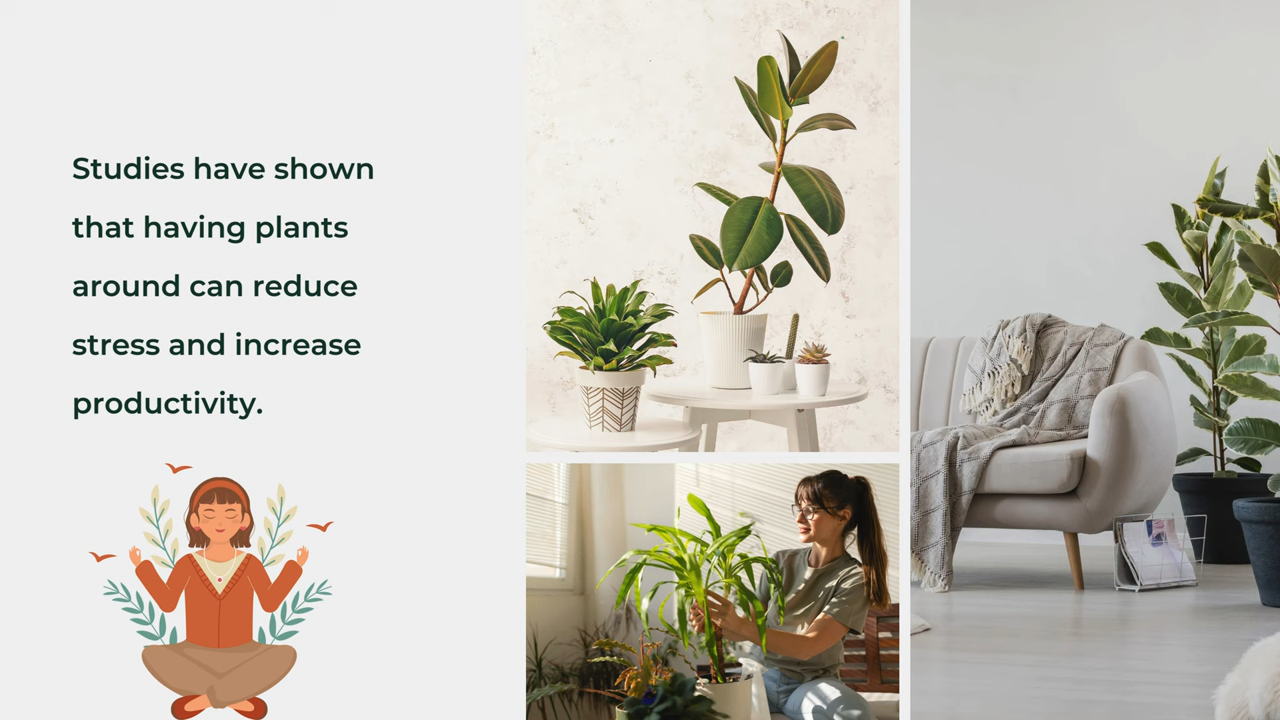 Studies have shown
that having plants
around can reduce
stress and increase
productivity.